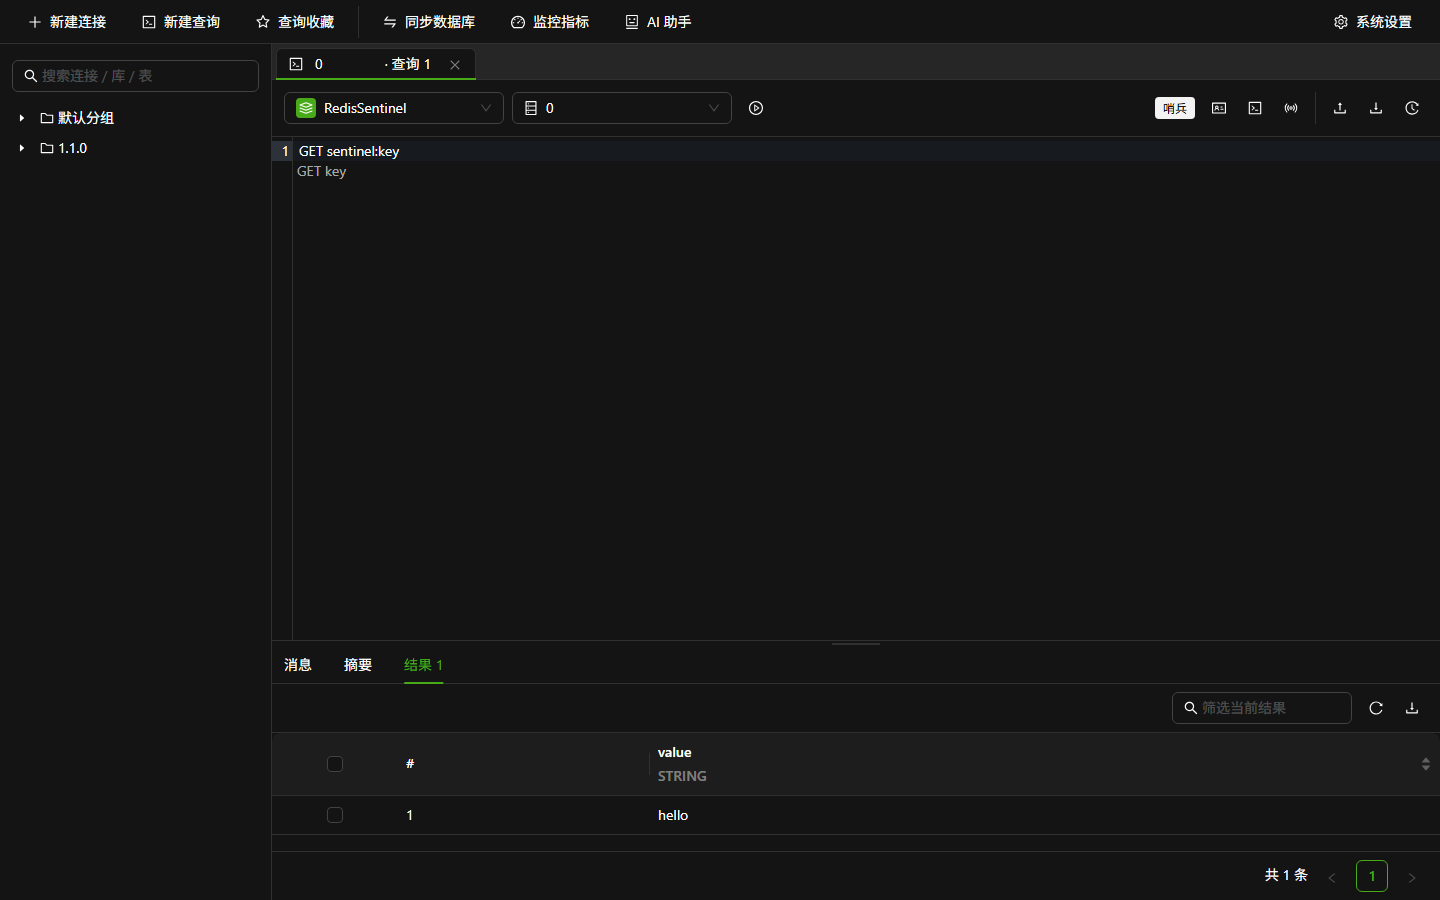 新建连接 新建查询 查询收藏 同步数据库 监控指标 AI 助手 系统设置
搜索连接 / 库 / 表
默认分组
1.1.0
0 · 查询 1
RedisSentinel 0 哨兵
1 GET sentinel:key
GET key
消息 摘要 结果 1
筛选当前结果
# value
STRING
1 hello
共 1 条 1